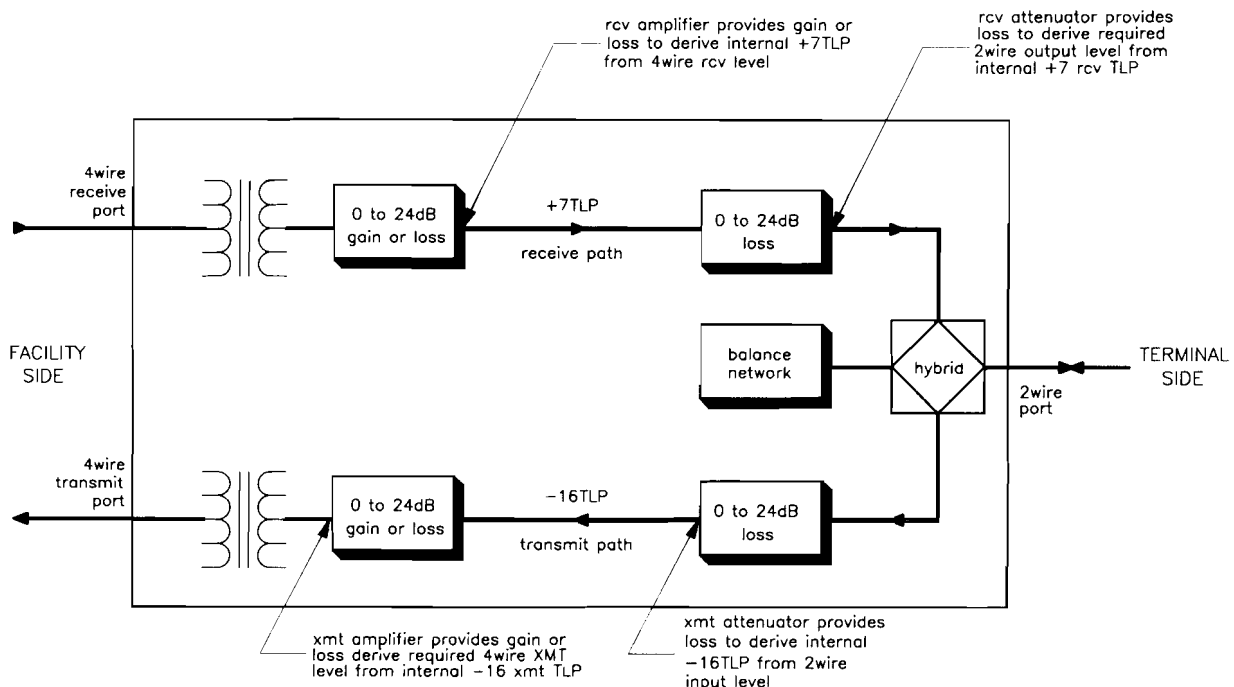 rcv amplifier provides gain or
loss to derive internal +7TLP
from 4wire rcv level
rcv attenuator provides
loss to derive required
2wire output level from
internal +7 rcv TLP
4wire
receive
port
0 to 24dB
gain or loss
+7TLP
receive path
0 to 24dB
loss
FACILITY
SIDE
balance
network
hybrid
2wire
port
TERMINAL
SIDE
4wire
transmit
port
0 to 24dB
gain or loss
-16TLP
transmit path
0 to 24dB
loss
xmt amplifier provides gain or
loss derive required 4wire XMT
level from internal -16 xmt TLP
xmt attenuator provides
loss to derive internal
-16TLP from 2wire
input level